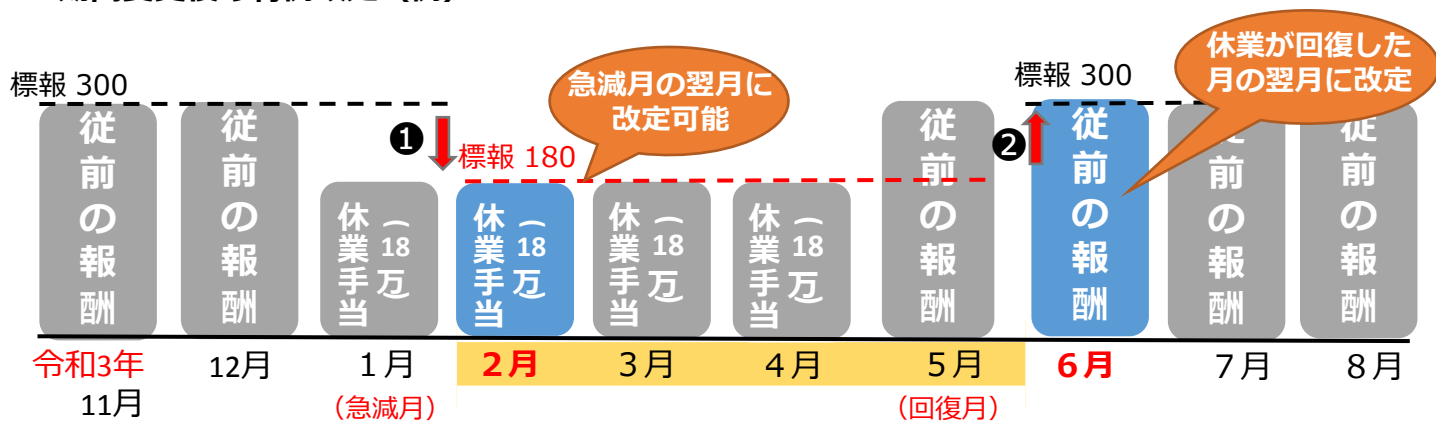 標報 300
従前の報酬
従前の報酬
❶
標報 180
急減月の翌月に
改定可能
休業手当
（18万）
休業手当
（18万）
休業手当
（18万）
休業手当
（18万）
従前の報酬
標報 300
❷
休業が回復した
月の翌月に改定
従前の報酬
前の報酬
従前の報酬
令和3年
11月
12月
１月
（急減月）
２月
３月
４月
５月
（回復月）
６月
７月
８月